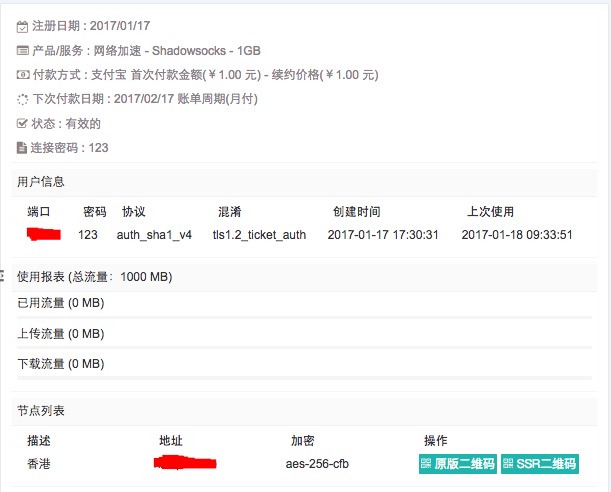 注册日期 : 2017/01/17
产品/服务 : 网络加速 - Shadowsocks - 1GB
付款方式 : 支付宝 首次付款金额(￥1.00 元) - 续约价格(￥1.00 元)
下次付款日期 : 2017/02/17 账单周期(月付)
状态 : 有效的
连接密码 : 123
用户信息
端口 密码 协议 混淆 创建时间 上次使用
123 auth_sha1_v4 tls1.2_ticket_auth 2017-01-17 17:30:31 2017-01-18 09:33:51
使用报表 (总流量：1000 MB)
已用流量 (0 MB)
上传流量 (0 MB)
下载流量 (0 MB)
节点列表
描述 地址 加密 操作
香港 aes-256-cfb 原版二维码 SSR二维码